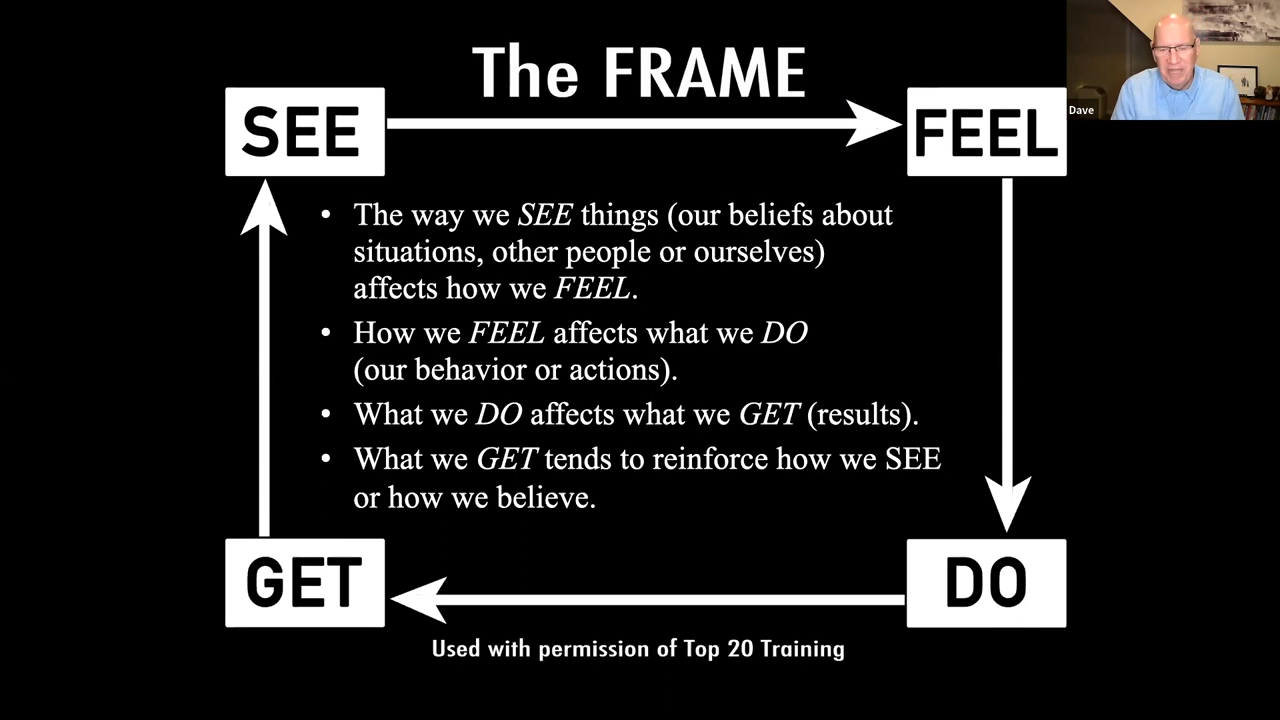 The FRAME
SEE
FEEL
Dave
• The way we SEE things (our beliefs about
situations, other people or ourselves)
affects how we FEEL.
• How we FEEL affects what we DO
(our behavior or actions).
• What we DO affects what we GET (results).
• What we GET tends to reinforce how we SEE
or how we believe.
GET
DO
Used with permission of Top 20 Training